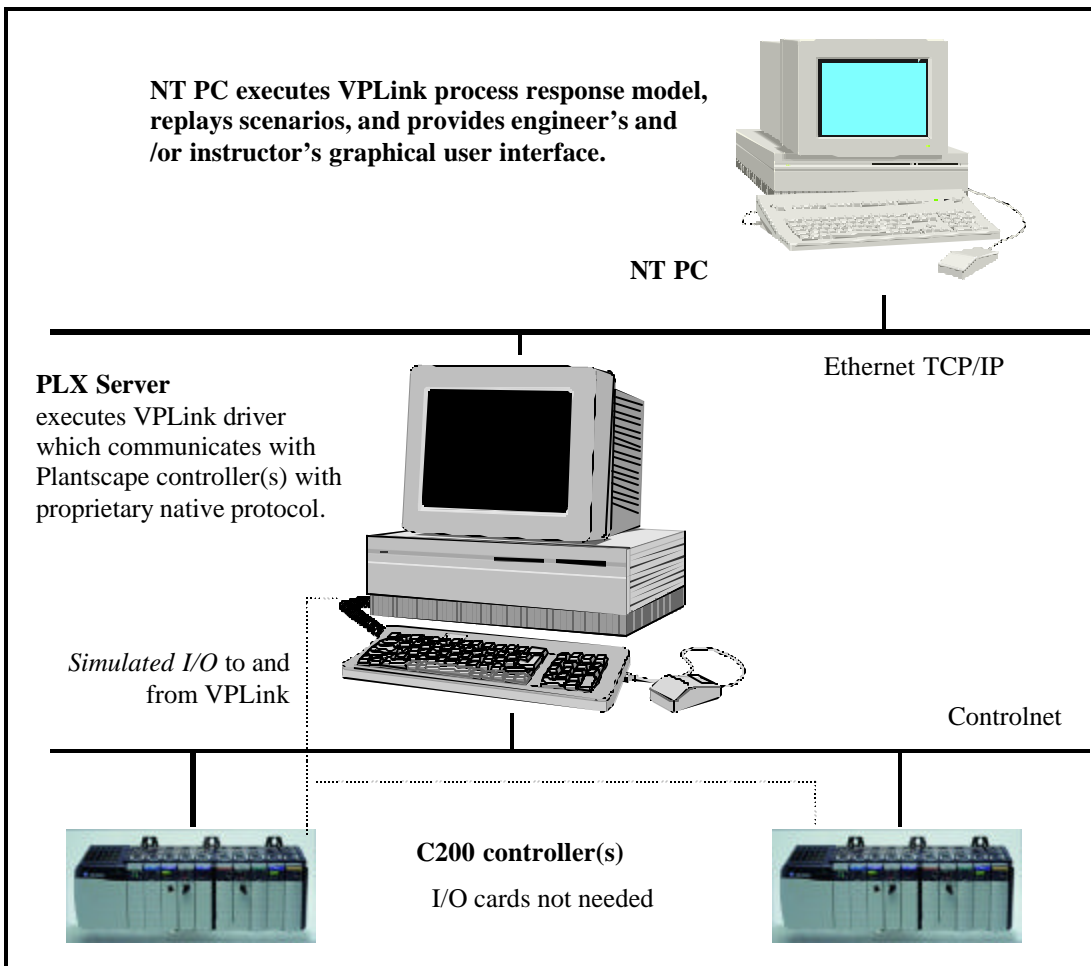 NT PC executes VPLink process response model,
replays scenarios, and provides engineer's and
/or instructor's graphical user interface.
NT PC
Ethernet TCP/IP
PLX Server
executes VPLink driver
which communicates with
Plantscape controller(s) with
proprietary native protocol.
Simulated I/O to and
from VPLink
Controlnet
C200 controller(s)
I/O cards not needed